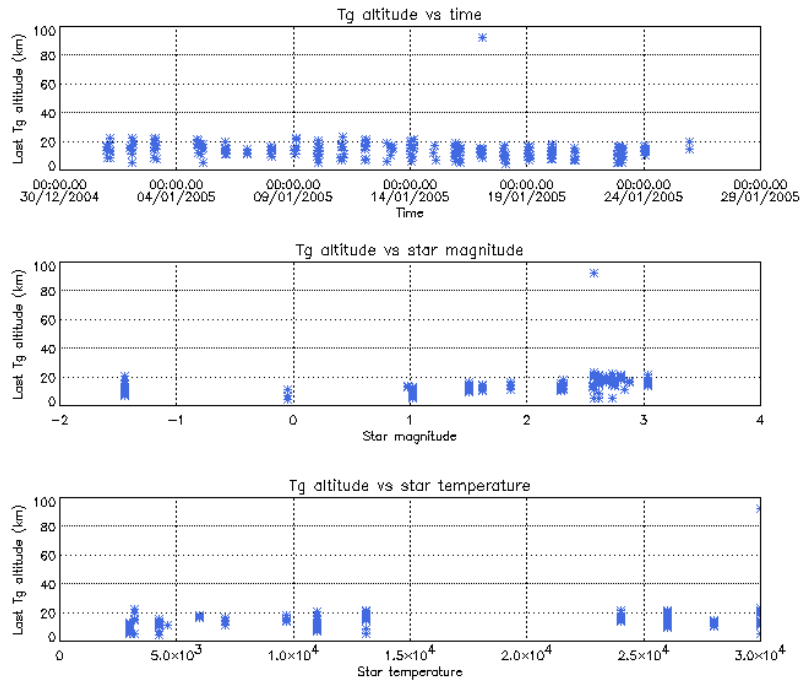 Tg altitude vs time
Last Tg altitude (km)
100
80
60
40
20
0
00:00.00 00:00.00 00:00.00 00:00.00 00:00.00 00:00.00 00:00.00
30/12/2004 04/01/2005 09/01/2005 14/01/2005 19/01/2005 24/01/2005 29/01/2005
Time
Tg altitude vs star magnitude
Last Tg altitude (km)
100
80
60
40
20
0
-2 -1 0 1 2 3 4
Star magnitude
Tg altitude vs star temperature
Last Tg altitude (km)
100
80
60
40
20
0
0 5.0×10³ 1.0×10⁴ 1.5×10⁴ 2.0×10⁴ 2.5×10⁴ 3.0×10⁴
Star temperature